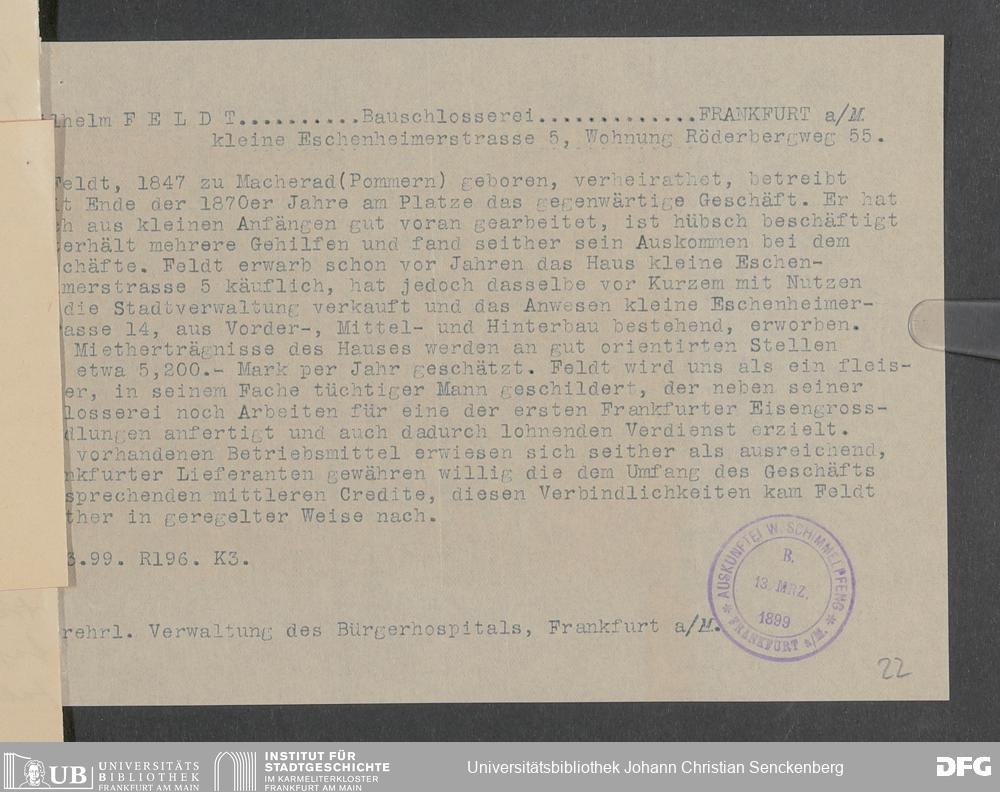 lhelm F E L D T..........Bauschlosserei..............FRANKFURT a/M.
kleine Eschenheimerstrasse 5, Wohnung Röderbergweg 55.
Feldt, 1847 zu Macherad(Pommern) geboren, verheirathet, betreibt
t Ende der 1870er Jahre am Platze das gegenwärtige Geschäft. Er hat
h aus kleinen Anfängen gut voran gearbeitet, ist hübsch beschäftigt
erhält mehrere Gehilfen und fand seither sein Auskommen bei dem
chäfte. Feldt erwarb schon vor Jahren das Haus kleine Eschen-
merstrasse 5 käuflich, hat jedoch dasselbe vor Kurzem mit Nutzen
die Stadtverwaltung verkauft und das Anwesen kleine Eschenheimer-
asse 14, aus Vorder-, Mittel- und Hinterbau bestehend, erworben.
Mietherträgnisse des Hauses werden an gut orientirten Stellen
etwa 5,200.- Mark per Jahr geschätzt. Feldt wird uns als ein fleis-
er, in seinem Fache tüchtiger Mann geschildert, der neben seiner
losserei noch Arbeiten für eine der ersten Frankfurter Eisengross-
dlungen anfertigt und auch dadurch lohnenden Verdienst erzielt.
vorhandenen Betriebsmittel erwiesen sich seither als ausreichend,
nkfurter Lieferanten gewähren willig die dem Umfang des Geschäfts
sprechenden mittleren Credite, diesen Verbindlichkeiten kam Feldt
ther in geregelter Weise nach.
3.99. R196. K3.
AUSKUNFTEI W. SCHIMMELPFENG
B.
13. MRZ.
1899
FRANKFURT a/M.
rehrl. Verwaltung des Bürgerhospitals, Frankfurt a/M.
22
UB UNIVERSITÄTS
BIBLIOTHEK
FRANKFURT AM MAIN
INSTITUT FÜR
STADTGESCHICHTE
IM KARMELITERKLOSTER
FRANKFURT AM MAIN
Universitätsbibliothek Johann Christian Senckenberg
DFG